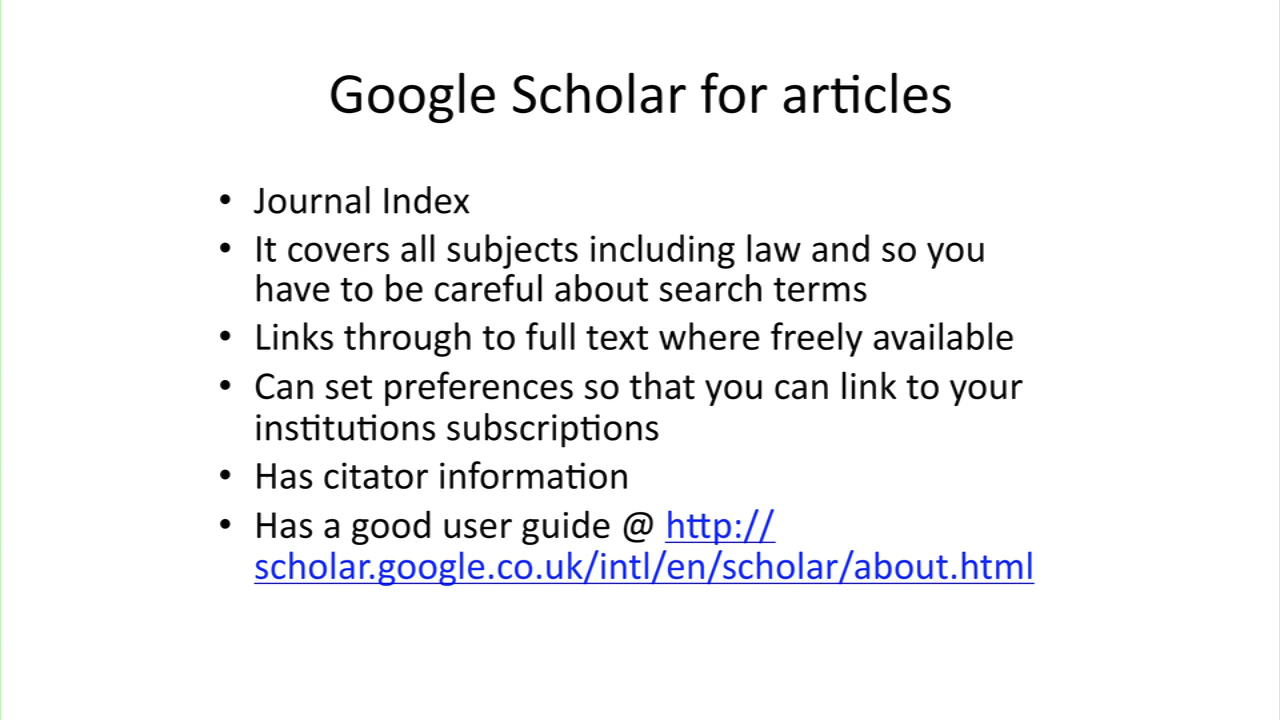 Google Scholar for articles
• Journal Index
• It covers all subjects including law and so you
have to be careful about search terms
• Links through to full text where freely available
• Can set preferences so that you can link to your
institutions subscriptions
• Has citator information
• Has a good user guide @ http://
scholar.google.co.uk/intl/en/scholar/about.html